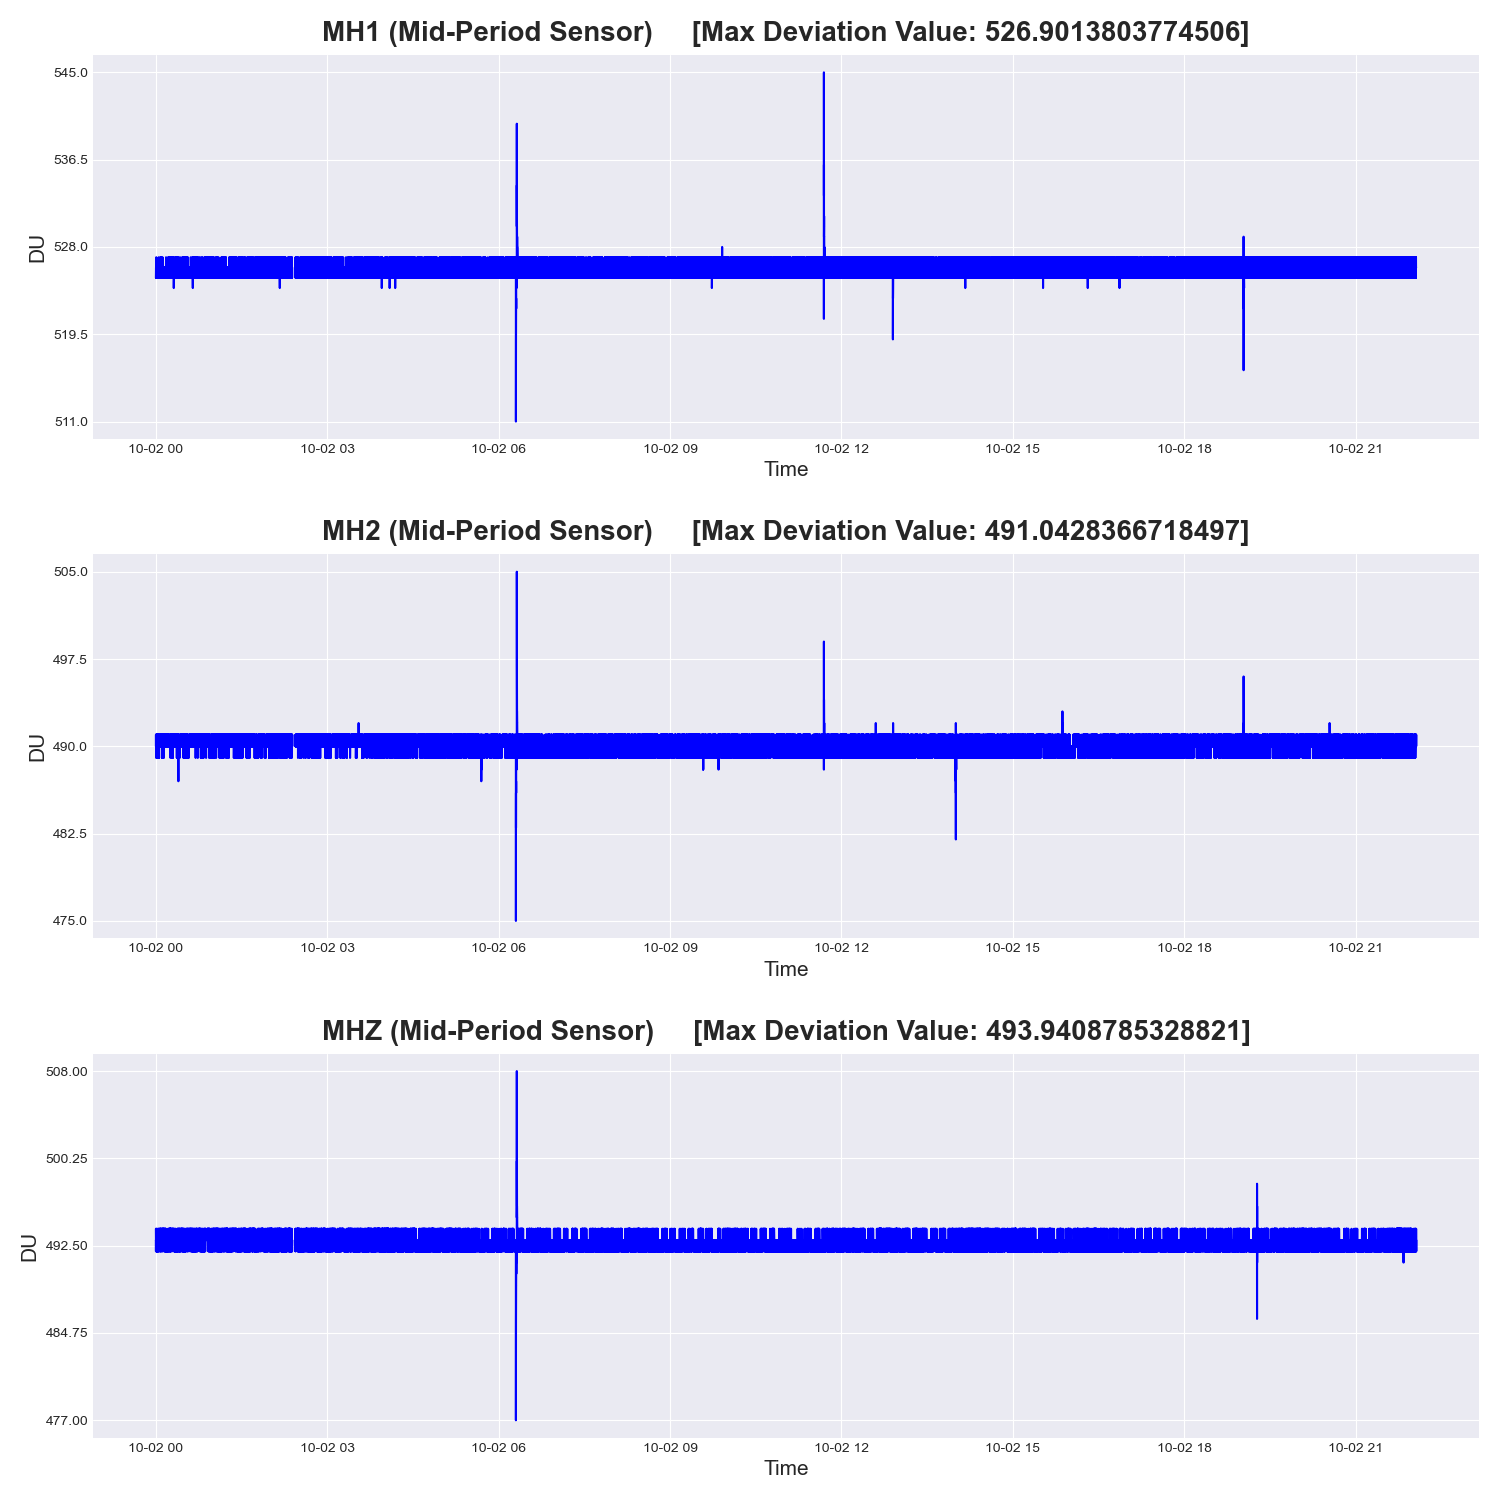 MH1 (Mid-Period Sensor) [Max Deviation Value: 526.9013803774506]
545.0
536.5
528.0
519.5
511.0
DU
10-02 00 10-02 03 10-02 06 10-02 09 10-02 12 10-02 15 10-02 18 10-02 21
Time
MH2 (Mid-Period Sensor) [Max Deviation Value: 491.0428366718497]
505.0
497.5
490.0
482.5
475.0
DU
10-02 00 10-02 03 10-02 06 10-02 09 10-02 12 10-02 15 10-02 18 10-02 21
Time
MHZ (Mid-Period Sensor) [Max Deviation Value: 493.9408785328821]
508.00
500.25
492.50
484.75
477.00
DU
10-02 00 10-02 03 10-02 06 10-02 09 10-02 12 10-02 15 10-02 18 10-02 21
Time